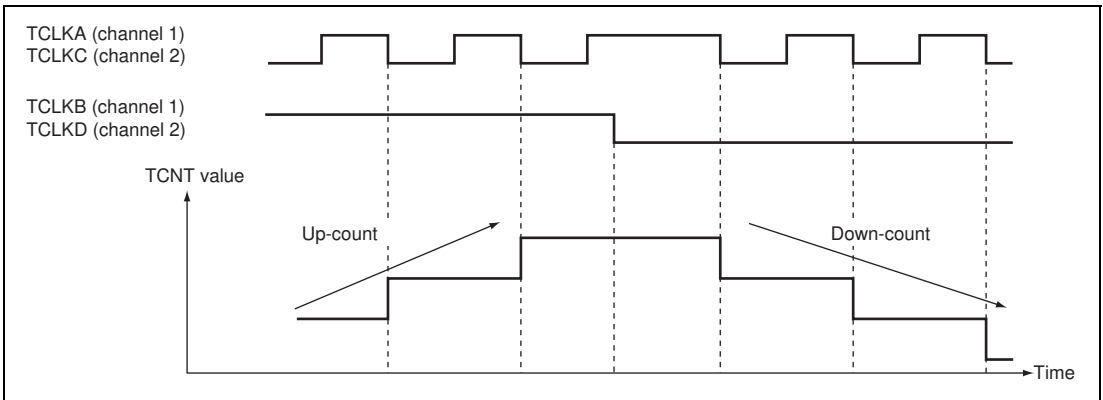 TCLKA (channel 1)
TCLKC (channel 2)
TCLKB (channel 1)
TCLKD (channel 2)
TCNT value
Up-count
Down-count
Time